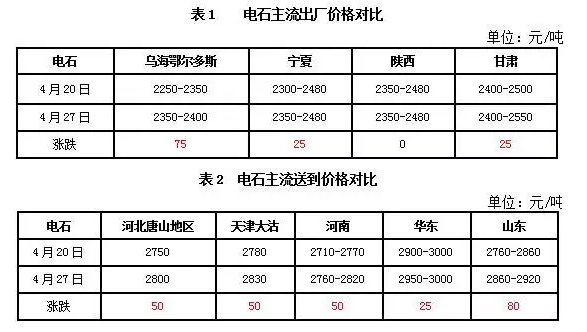 表1 电石主流出厂价格对比
单位：元/吨
电石 乌海鄂尔多斯 宁夏 陕西 甘肃
4月20日 2250-2350 2300-2480 2350-2480 2400-2500
4月27日 2350-2400 2350-2480 2350-2480 2400-2550
涨跌 75 25 0 25
表2 电石主流送到价格对比
单位：元/吨
电石 河北唐山地区 天津大沽 河南 华东 山东
4月20日 2750 2780 2710-2770 2900-3000 2760-2860
4月27日 2800 2830 2760-2820 2950-3000 2860-2920
涨跌 50 50 50 25 80